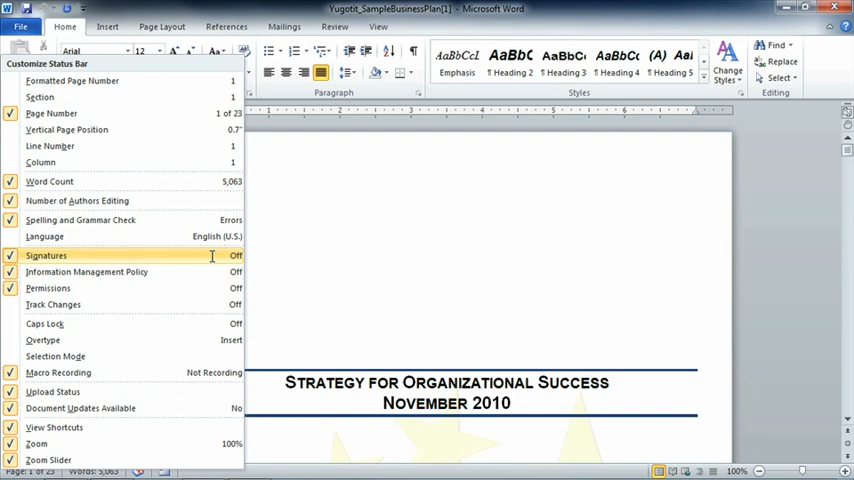 Yugotit_SampleBusinessPlan[1] - Microsoft Word
File Home Insert Page Layout References Mailings Review View
Arial 12 Aa
AaBbCcI AaBbC AaBbCc AaBbCc (A) AaBb
Emphasis ¶ Heading 2 ¶ Heading 3 ¶ Heading 4 ¶ Heading 5
Change Styles
Find
Replace
Select
Paragraph Styles Editing
Customize Status Bar
Formatted Page Number 1
Section 1
Page Number 1 of 23
Vertical Page Position 0.7"
Line Number 1
Column 1
Word Count 5,063
Number of Authors Editing
Spelling and Grammar Check Errors
Language English (U.S.)
Signatures Off
Information Management Policy Off
Permissions Off
Track Changes Off
Caps Lock Off
Overtype Insert
Selection Mode
Macro Recording Not Recording
Upload Status
Document Updates Available No
View Shortcuts
Zoom 100%
Zoom Slider
STRATEGY FOR ORGANIZATIONAL SUCCESS
NOVEMBER 2010
Page: 1 of 23 Words: 5,063 100%